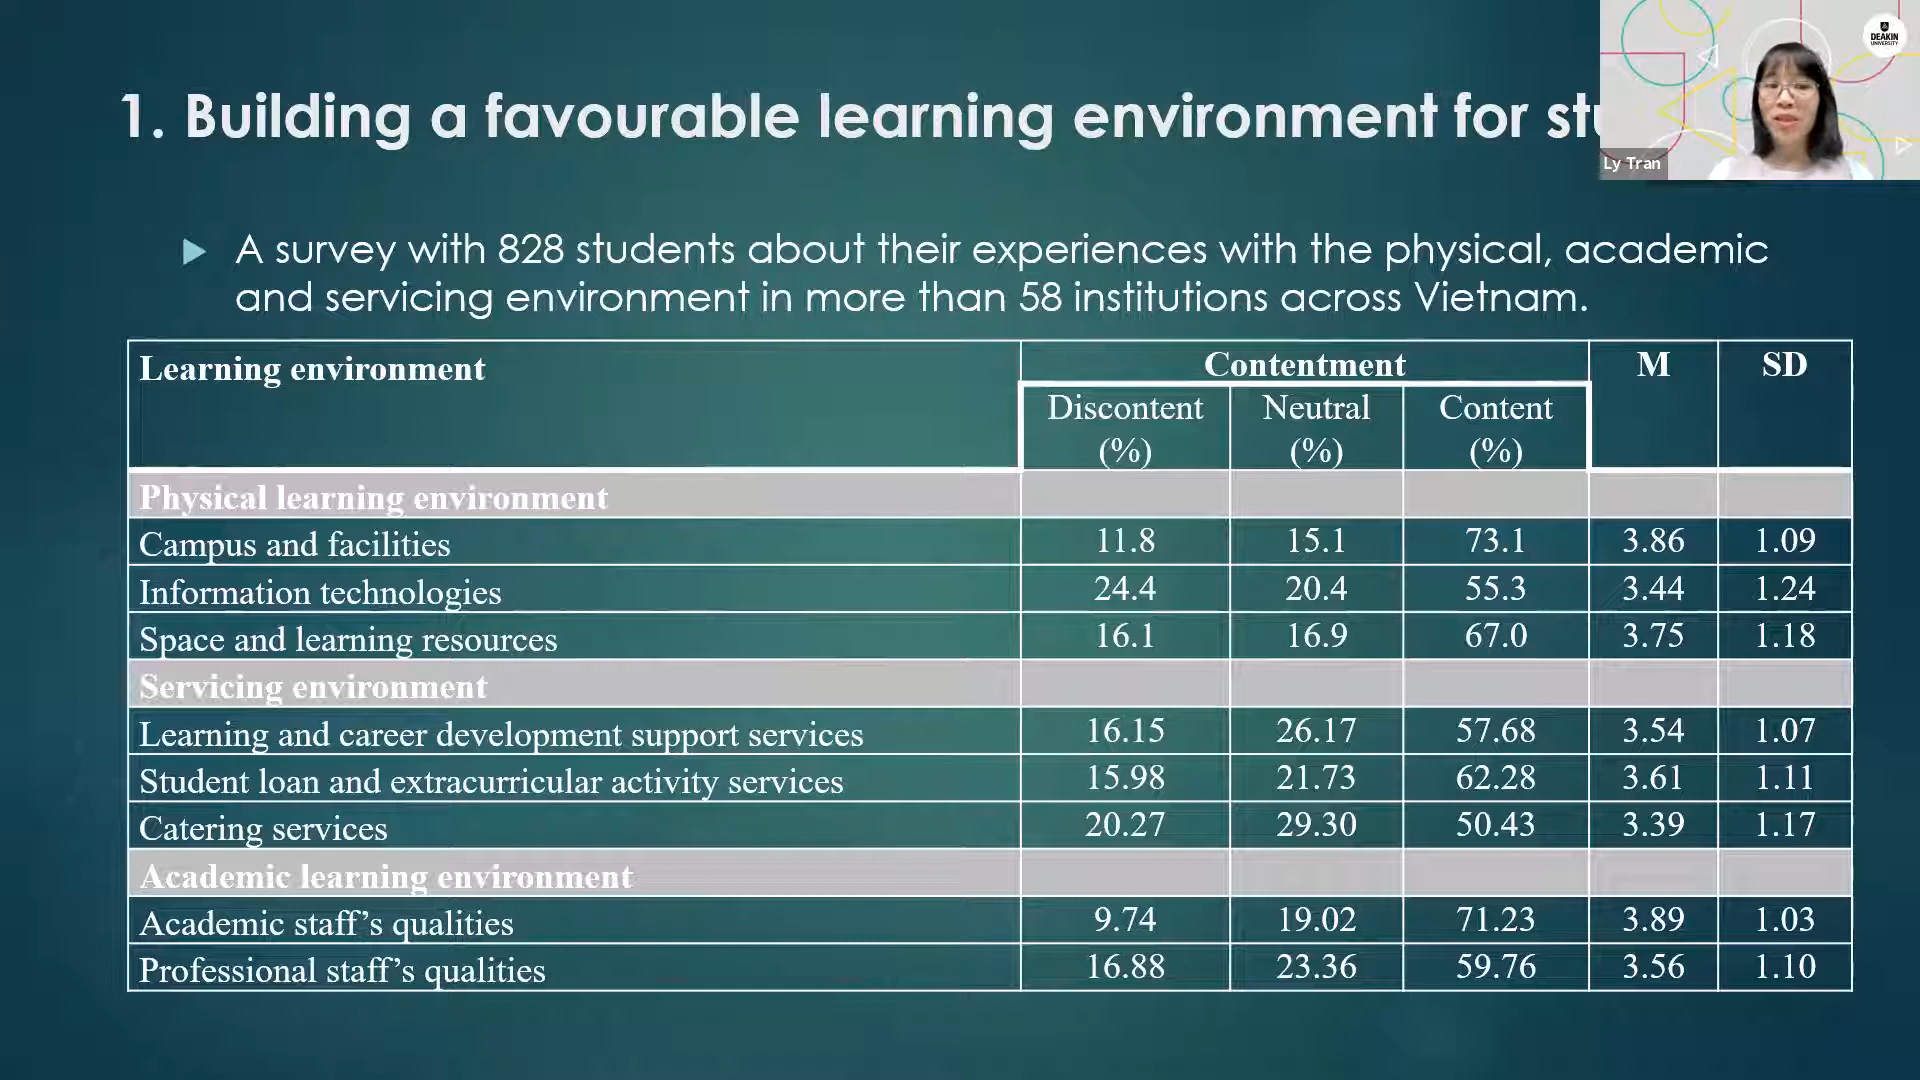 1. Building a favourable learning environment for stu
DEAKIN
UNIVERSITY
Ly Tran
A survey with 828 students about their experiences with the physical, academic
and servicing environment in more than 58 institutions across Vietnam.
Learning environment Contentment M SD
Discontent (%) Neutral (%) Content (%)
Physical learning environment
Campus and facilities 11.8 15.1 73.1 3.86 1.09
Information technologies 24.4 20.4 55.3 3.44 1.24
Space and learning resources 16.1 16.9 67.0 3.75 1.18
Servicing environment
Learning and career development support services 16.15 26.17 57.68 3.54 1.07
Student loan and extracurricular activity services 15.98 21.73 62.28 3.61 1.11
Catering services 20.27 29.30 50.43 3.39 1.17
Academic learning environment
Academic staff’s qualities 9.74 19.02 71.23 3.89 1.03
Professional staff’s qualities 16.88 23.36 59.76 3.56 1.10